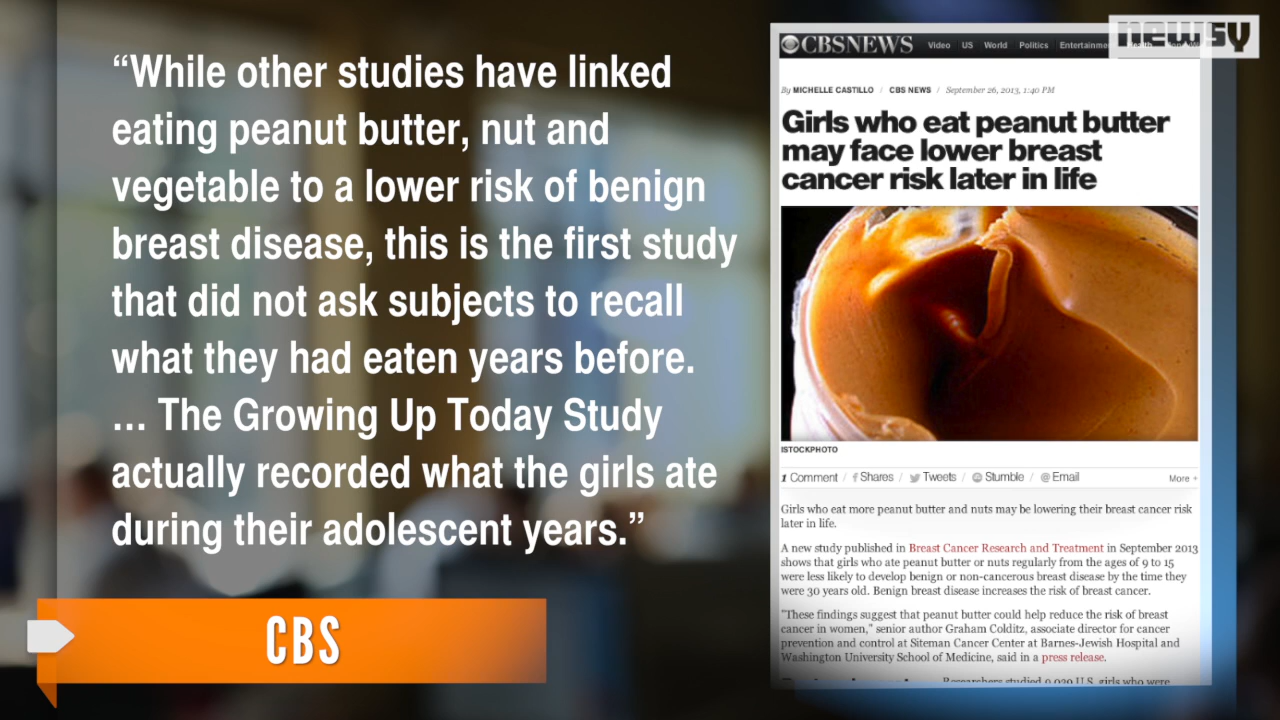 “While other studies have linked
eating peanut butter, nut and
vegetable to a lower risk of benign
breast disease, this is the first study
that did not ask subjects to recall
what they had eaten years before.
... The Growing Up Today Study
actually recorded what the girls ate
during their adolescent years.”
CBS
newsy
CBSNEWS Video US World Politics Entertainme Health
By MICHELLE CASTILLO / CBS NEWS / September 26, 2013, 1:40 PM
Girls who eat peanut butter
may face lower breast
cancer risk later in life
ISTOCKPHOTO
1 Comment / f Shares / Tweets / Stumble / @ Email More +
Girls who eat more peanut butter and nuts may be lowering their breast cancer risk
later in life.
A new study published in Breast Cancer Research and Treatment in September 2013
shows that girls who ate peanut butter or nuts regularly from the ages of 9 to 15
were less likely to develop benign or non-cancerous breast disease by the time they
were 30 years old. Benign breast disease increases the risk of breast cancer.
"These findings suggest that peanut butter could help reduce the risk of breast
cancer in women," senior author Graham Colditz, associate director for cancer
prevention and control at Siteman Cancer Center at Barnes-Jewish Hospital and
Washington University School of Medicine, said in a press release.
Researchers studied 9,039 U.S. girls who were